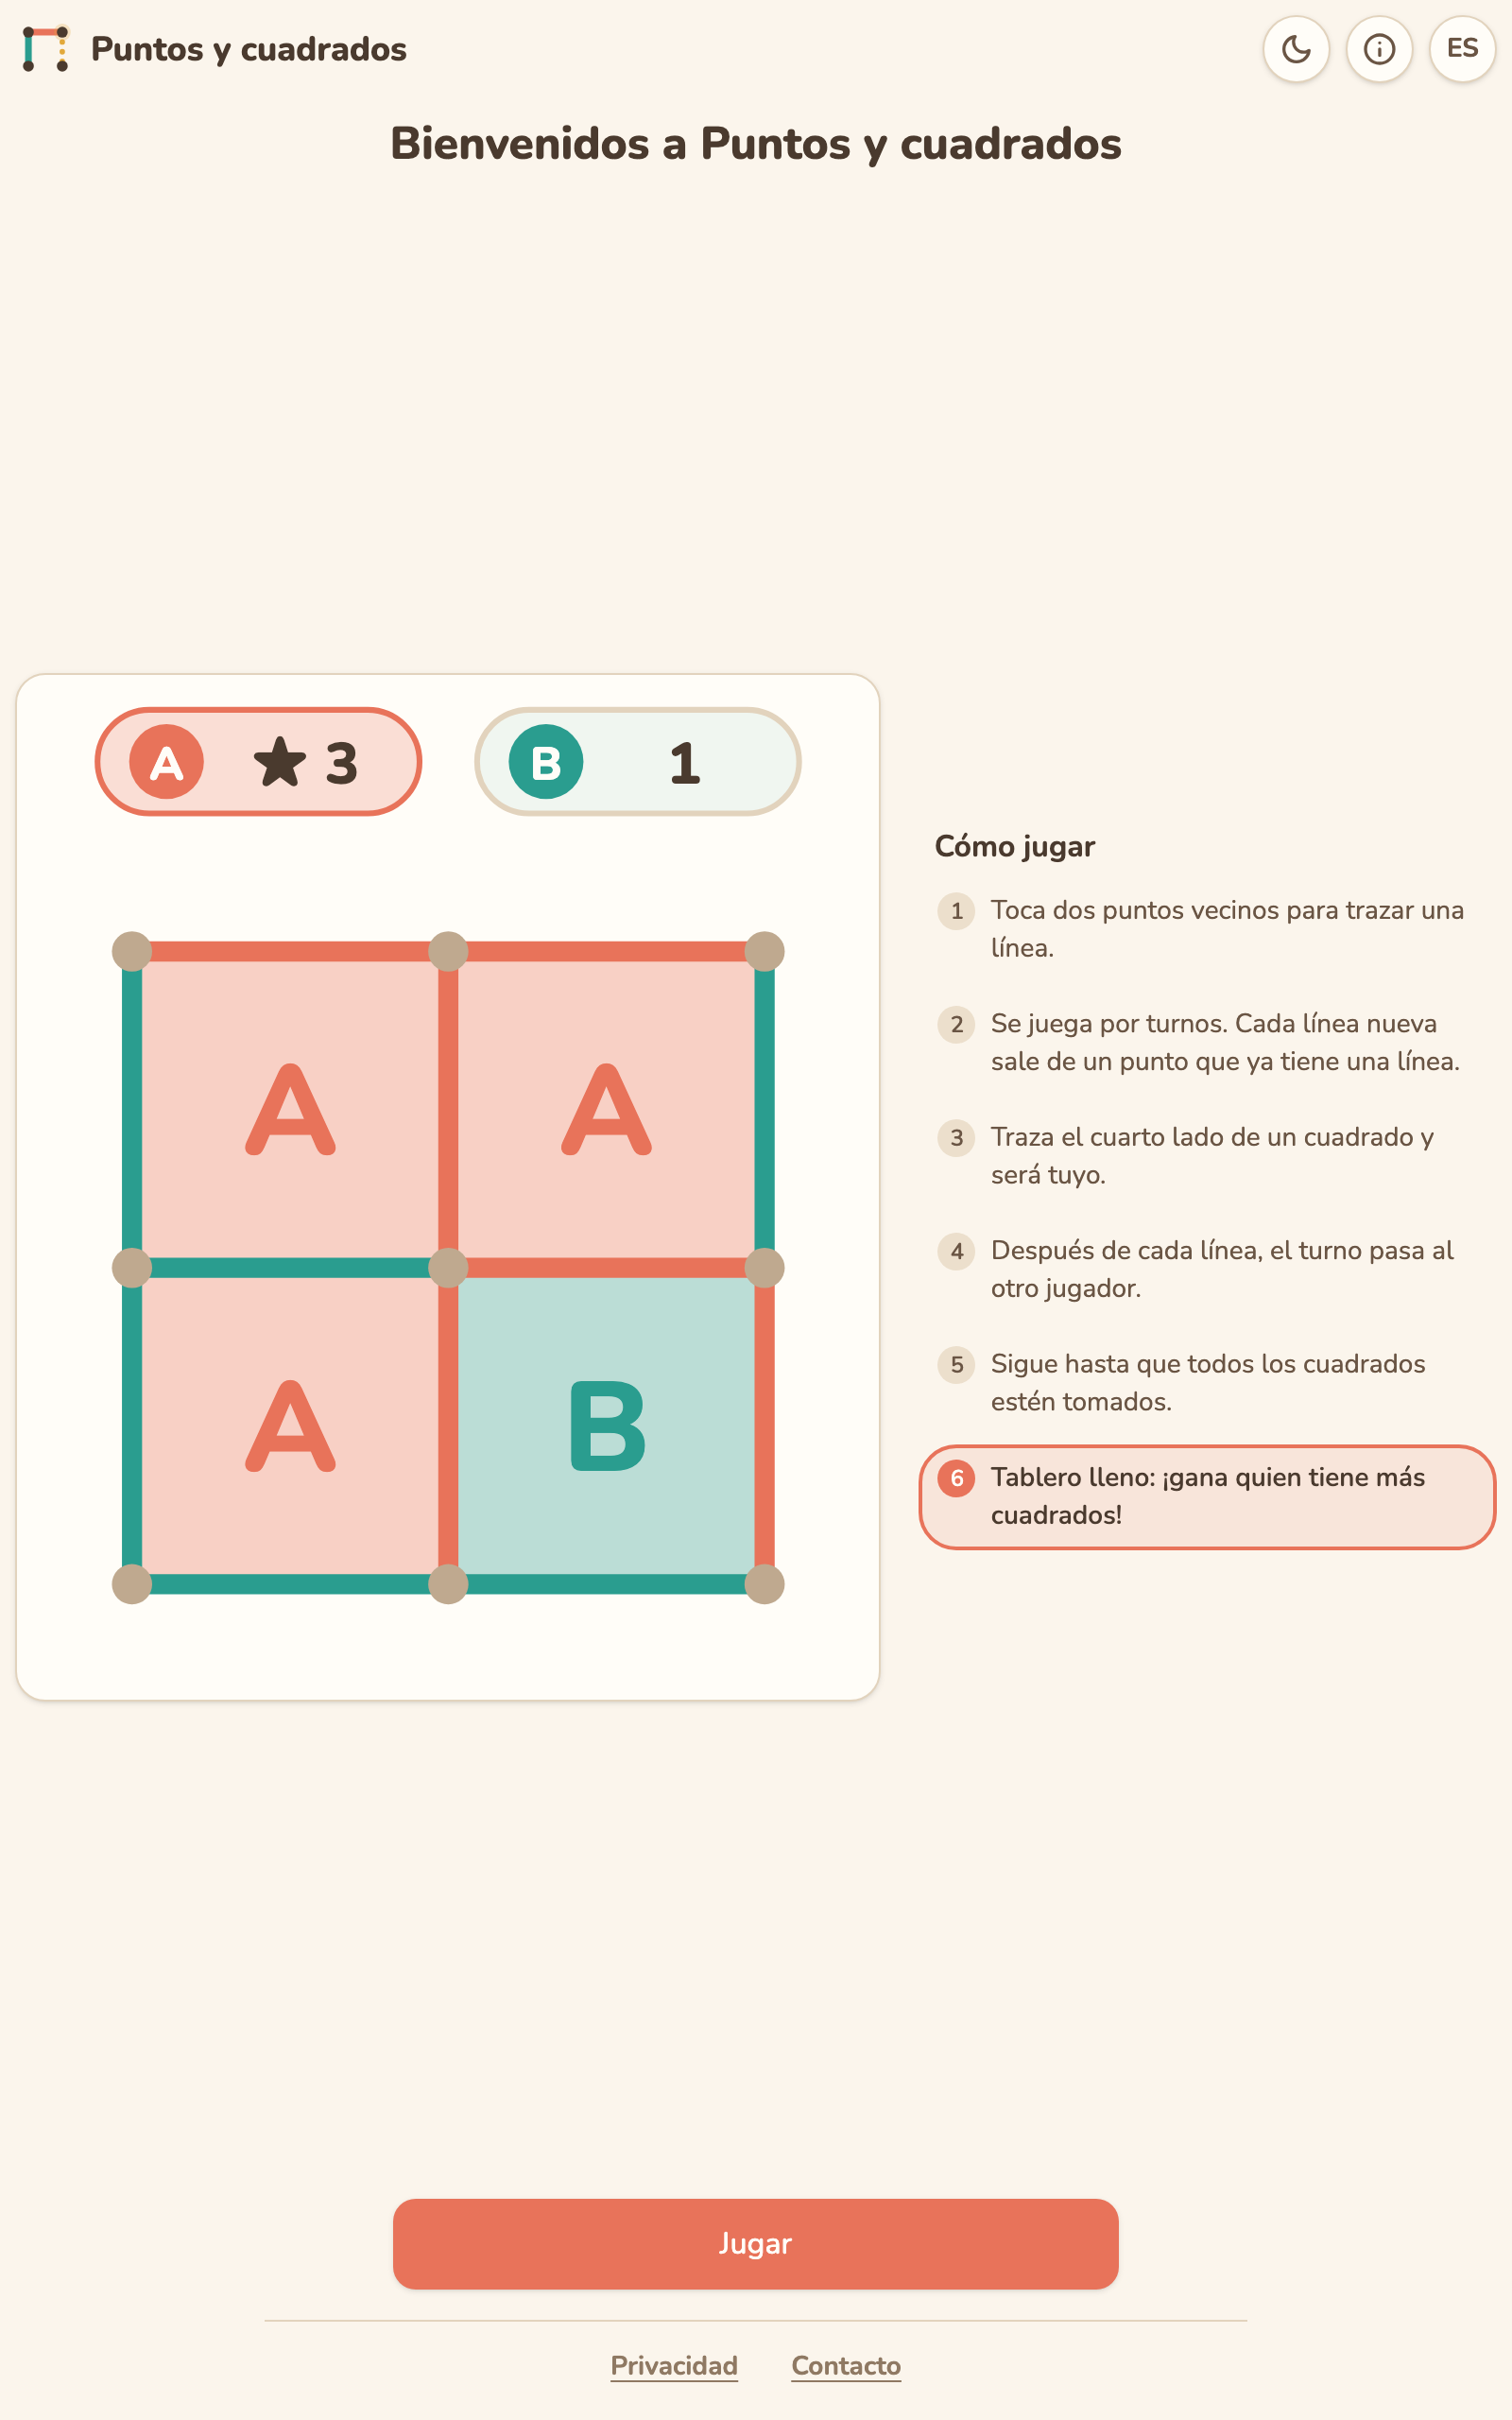 Puntos y cuadrados
ES
Bienvenidos a Puntos y cuadrados
A ★ 3
B 1
A A
A B
Cómo jugar
1 Toca dos puntos vecinos para trazar una
línea.
2 Se juega por turnos. Cada línea nueva
sale de un punto que ya tiene una línea.
3 Traza el cuarto lado de un cuadrado y
será tuyo.
4 Después de cada línea, el turno pasa al
otro jugador.
5 Sigue hasta que todos los cuadrados
estén tomados.
6 Tablero lleno: ¡gana quien tiene más
cuadrados!
Jugar
Privacidad Contacto